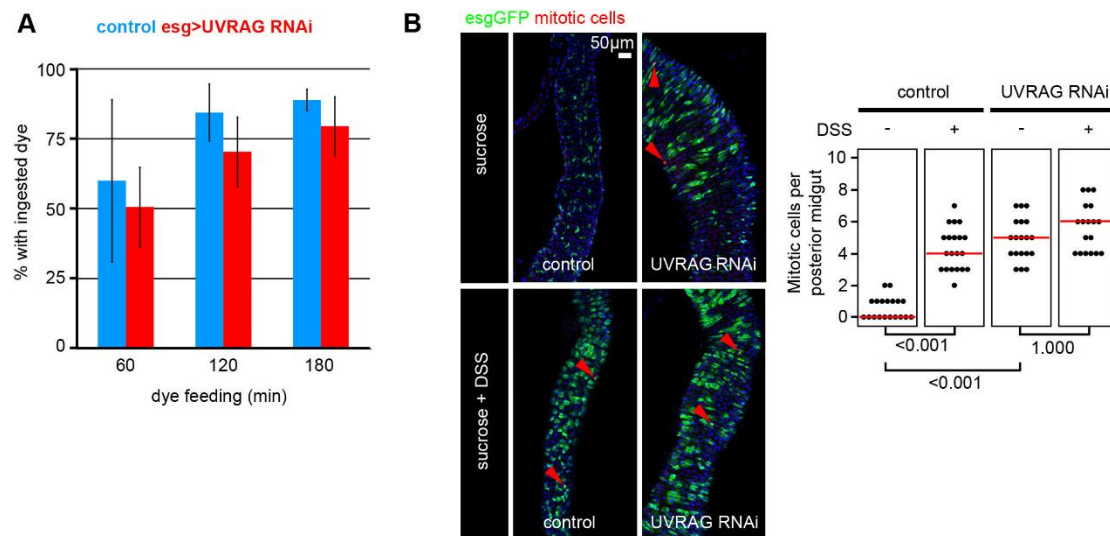 A
control esg>UVRAG RNAi
% with ingested dye
100
75
50
25
0
60 120 180
dye feeding (min)
B
esgGFP mitotic cells
50µm
sucrose
control
UVRAG RNAi
sucrose + DSS
control
UVRAG RNAi
control UVRAG RNAi
DSS - + - +
Mitotic cells per
posterior midgut
10
8
6
4
2
0
<0.001 1.000
<0.001